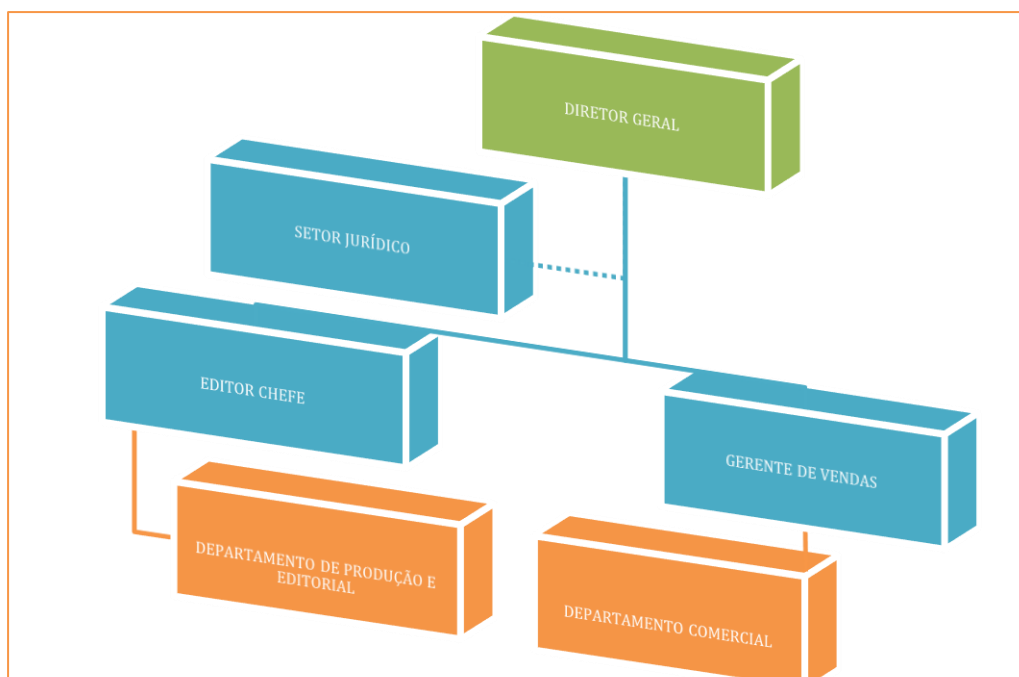 DIRETOR GERAL
SETOR JURÍDICO
EDITOR CHEFE
GERENTE DE VENDAS
DEPARTAMENTO DE PRODUÇÃO E
EDITORIAL
DEPARTAMENTO COMERCIAL